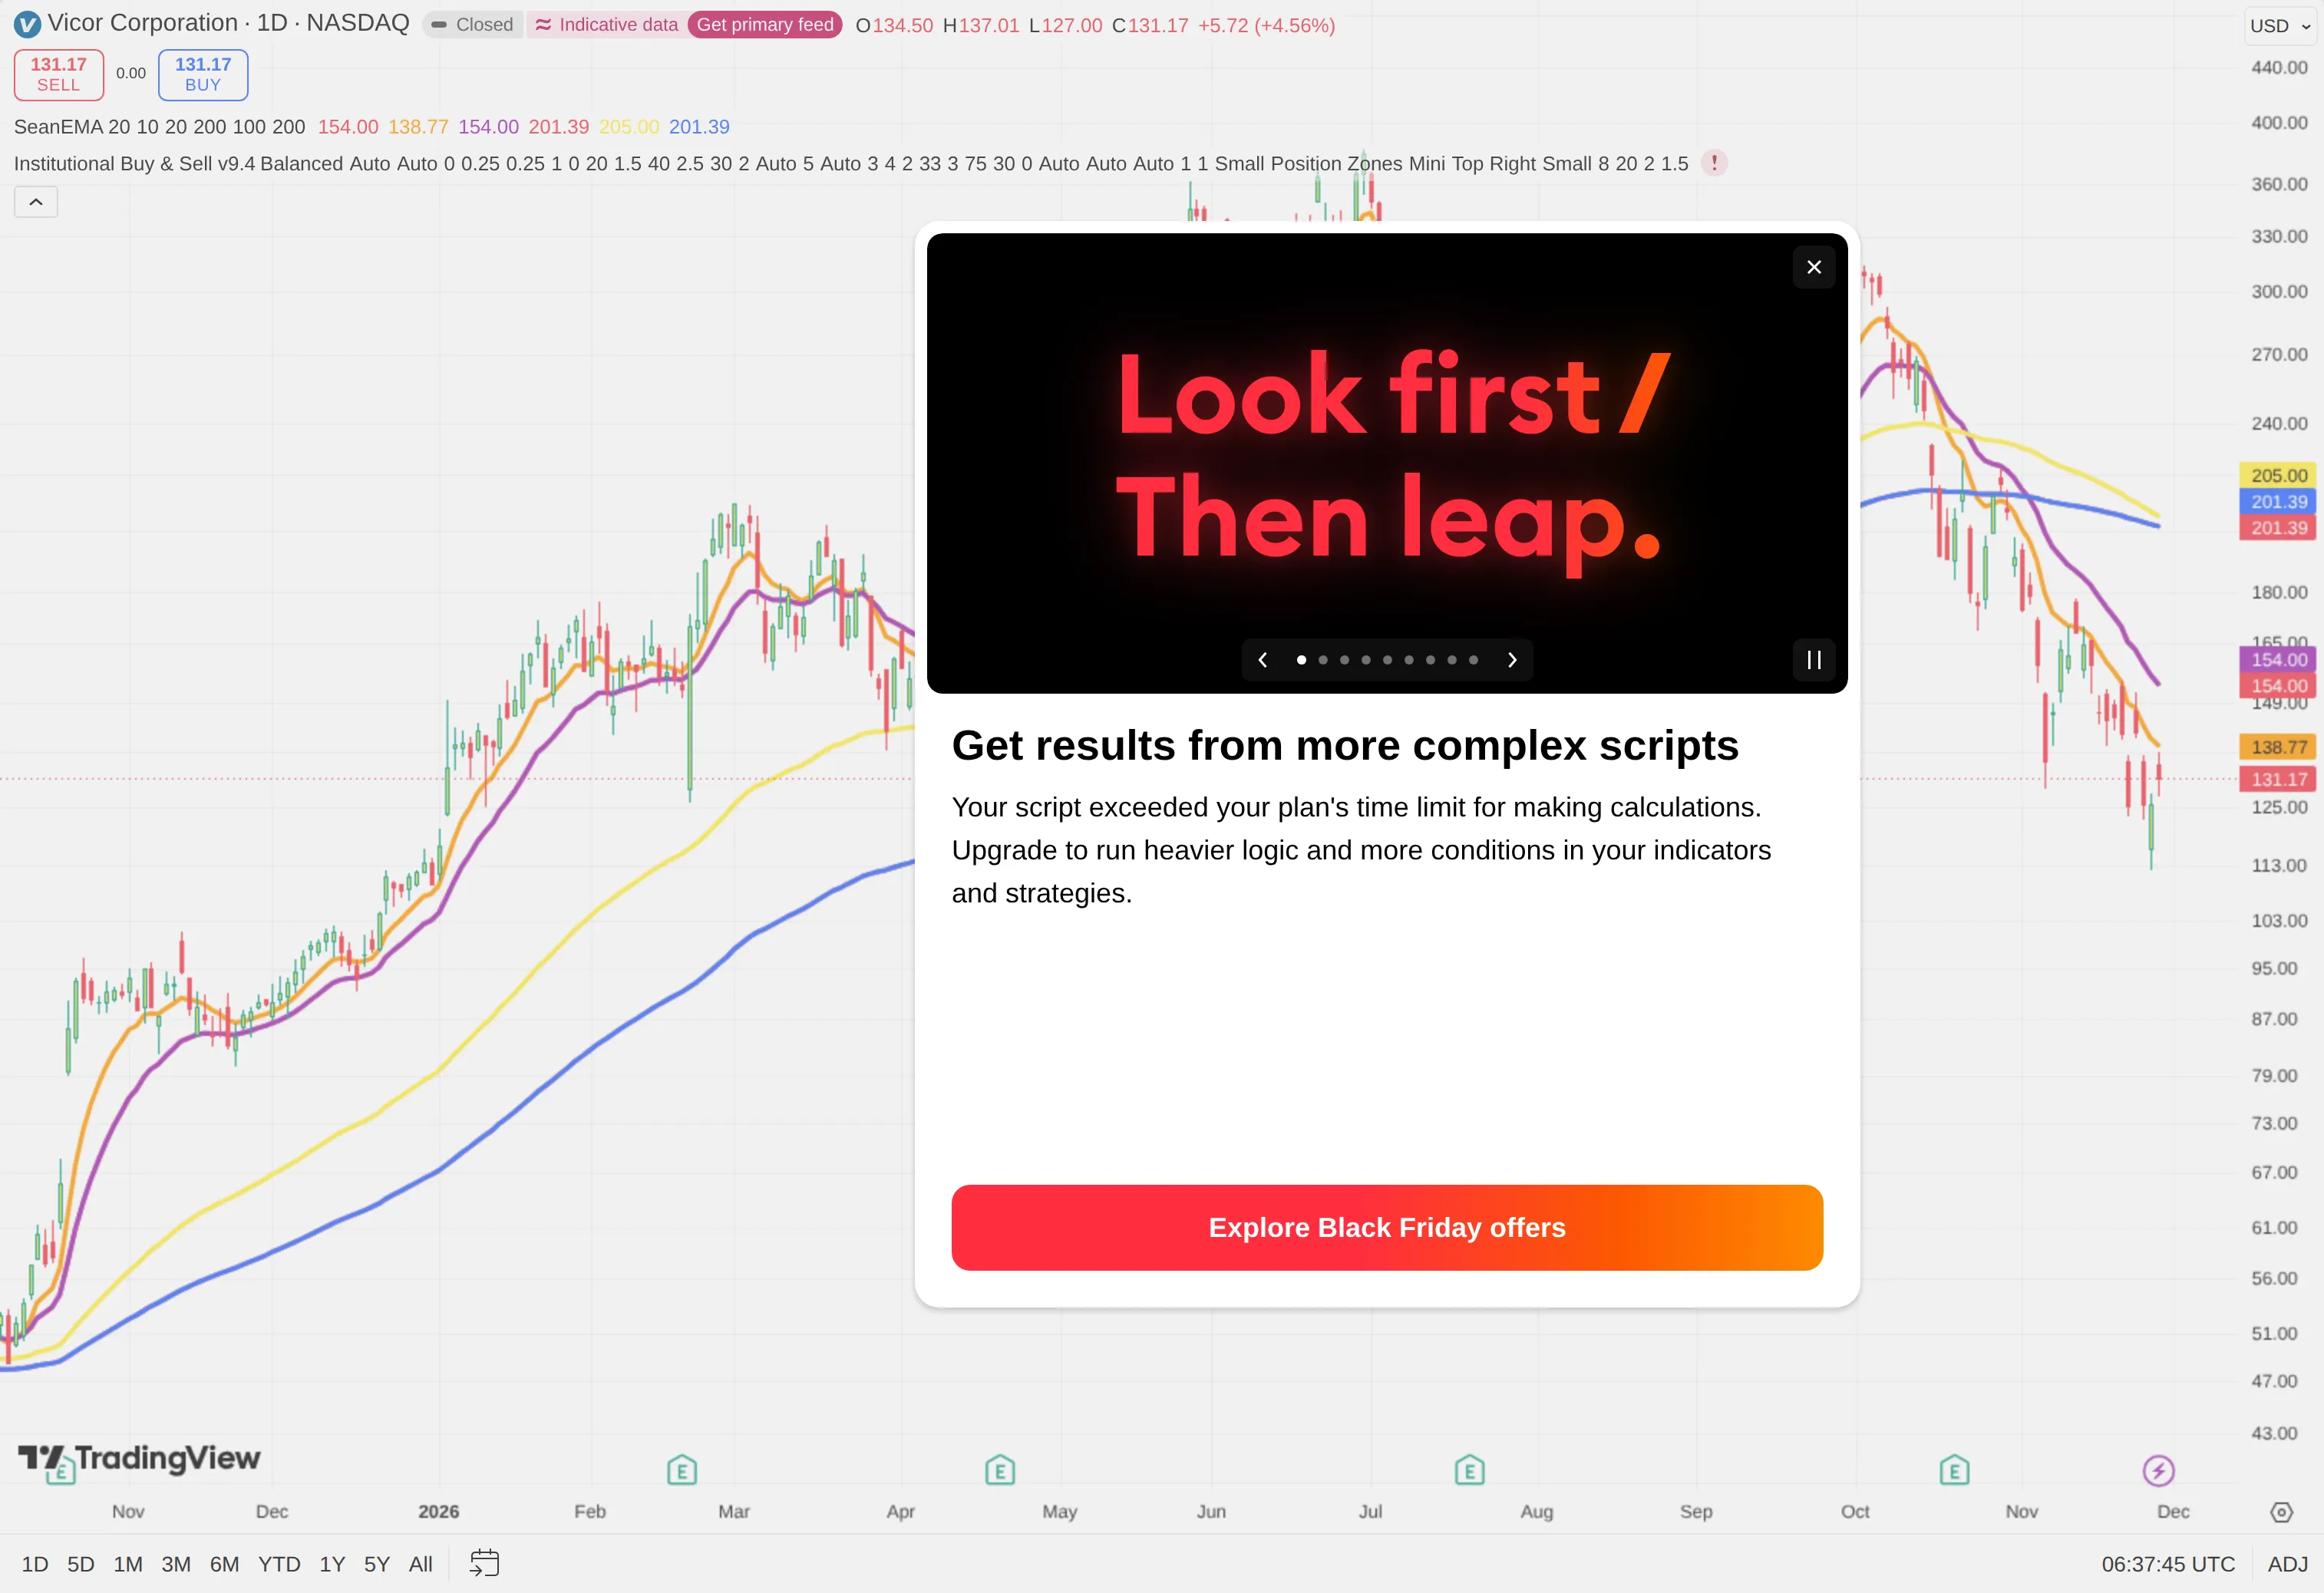 Vicor Corporation · 1D · NASDAQ Closed Indicative data Get primary feed O134.50 H137.01 L127.00 C131.17 +5.72 (+4.56%)
USD
131.17 SELL
0.00
131.17 BUY
SeanEMA 20 10 20 200 100 200 154.00 138.77 154.00 201.39 205.00 201.39
Institutional Buy & Sell v9.4 Balanced Auto Auto 0 0.25 0.25 1 0 20 1.5 40 2.5 30 2 Auto 5 Auto 3 4 2 33 3 75 30 0 Auto Auto Auto 1 1 Small Position Zones Mini Top Right Small 8 20 2 1.5
Look first /
Then leap.
Get results from more complex scripts
Your script exceeded your plan's time limit for making calculations.
Upgrade to run heavier logic and more conditions in your indicators
and strategies.
Explore Black Friday offers
440.00
400.00
360.00
330.00
300.00
270.00
240.00
205.00
201.39
201.39
180.00
165.00
154.00
154.00
149.00
138.77
131.17
125.00
113.00
103.00
95.00
87.00
79.00
73.00
67.00
61.00
56.00
51.00
47.00
43.00
TradingView
E E E E E
Nov Dec 2026 Feb Mar Apr May Jun Jul Aug Sep Oct Nov Dec
1D 5D 1M 3M 6M YTD 1Y 5Y All
06:37:45 UTC ADJ